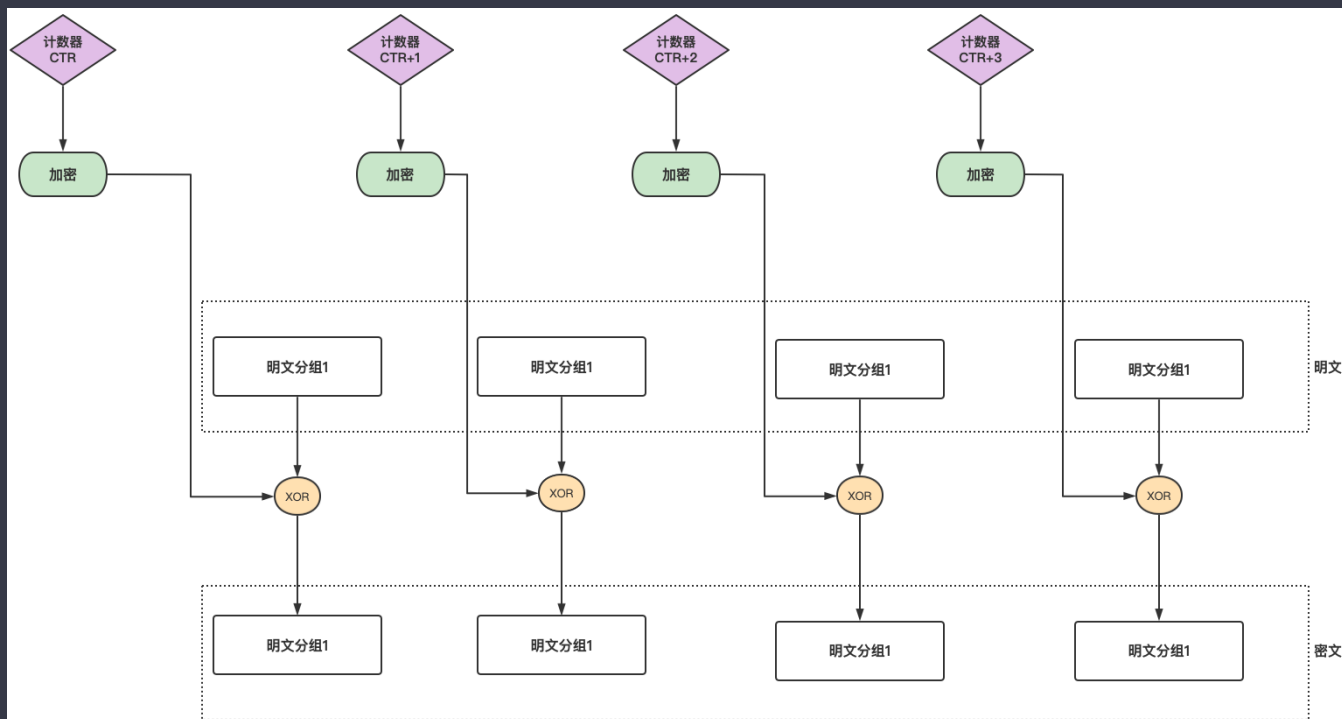 计数器
CTR
计数器
CTR+1
计数器
CTR+2
计数器
CTR+3
加密
加密
加密
加密
明文分组1
明文分组1
明文分组1
明文分组1
明文
XOR
XOR
XOR
XOR
明文分组1
明文分组1
明文分组1
明文分组1
密文